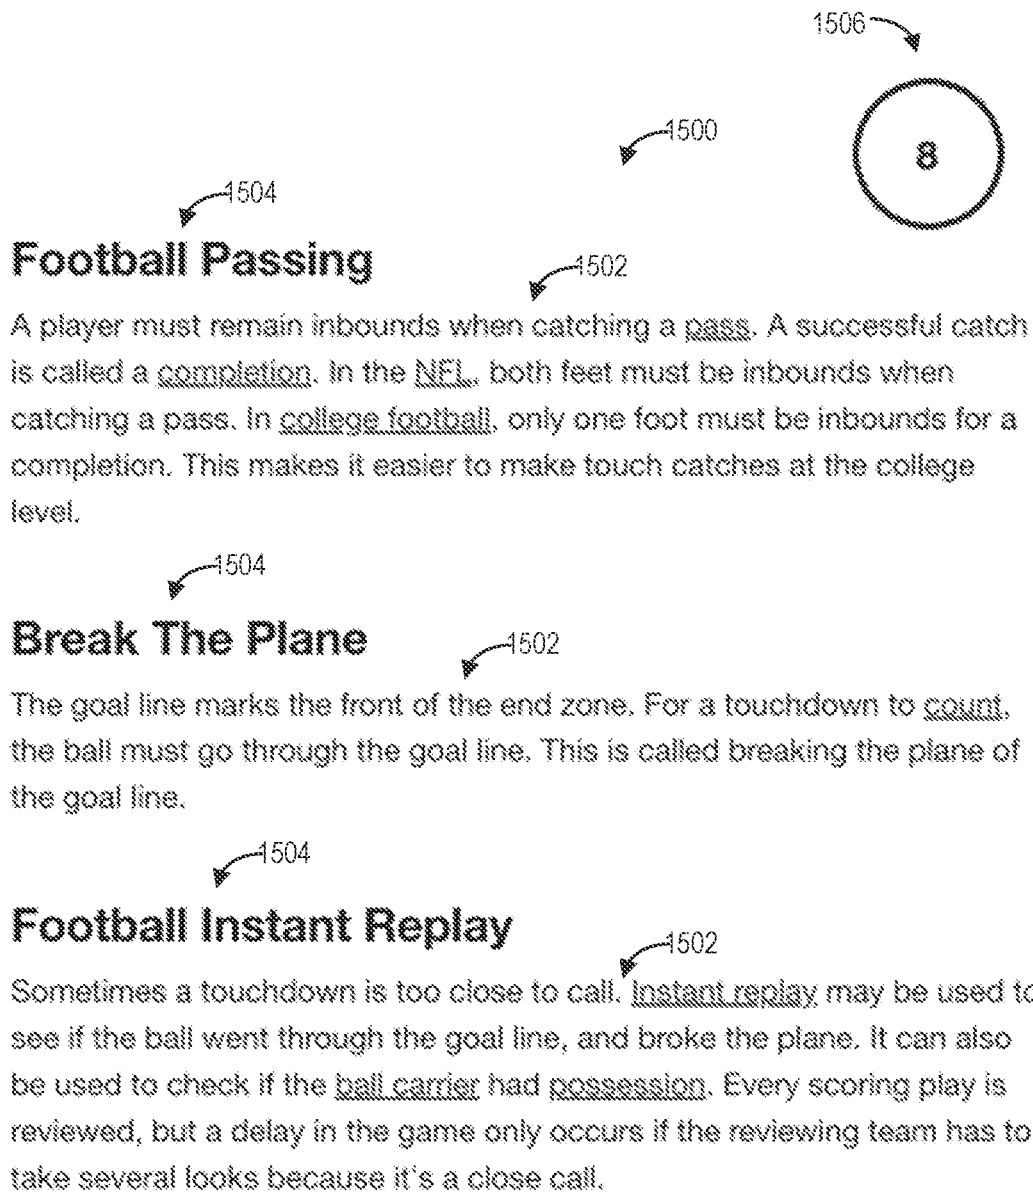 1506
8
1500
1504
Football Passing
1502
A player must remain inbounds when catching a pass. A successful catch
is called a completion. In the NFL, both feet must be inbounds when
catching a pass. In college football, only one foot must be inbounds for a
completion. This makes it easier to make touch catches at the college
level.
1504
Break The Plane
1502
The goal line marks the front of the end zone. For a touchdown to count,
the ball must go through the goal line. This is called breaking the plane of
the goal line.
1504
Football Instant Replay
1502
Sometimes a touchdown is too close to call. Instant replay may be used to
see if the ball went through the goal line, and broke the plane. It can also
be used to check if the ball carrier had possession. Every scoring play is
reviewed, but a delay in the game only occurs if the reviewing team has to
take several looks because it's a close call.